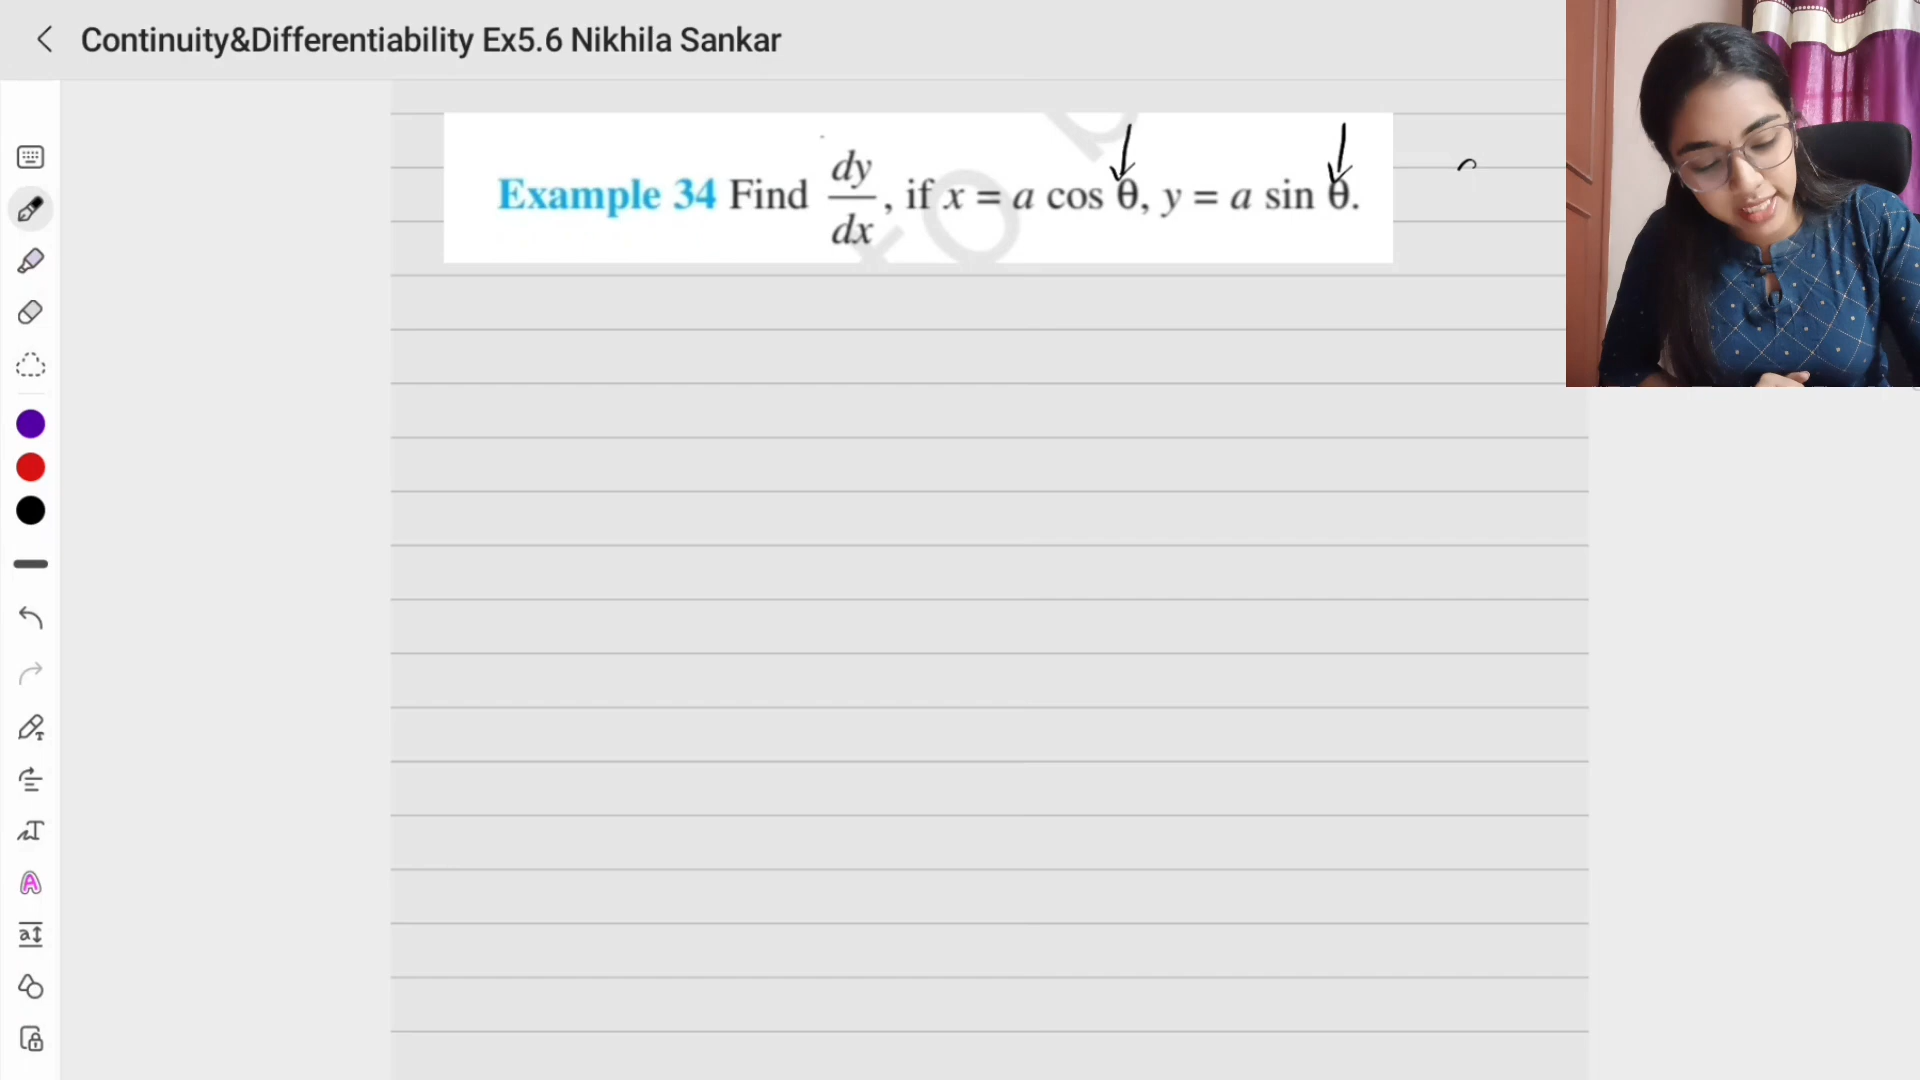 Continuity&Differentiability Ex5.6 Nikhila Sankar
Example 34 Find dy/dx, if x = a cos θ, y = a sin θ.